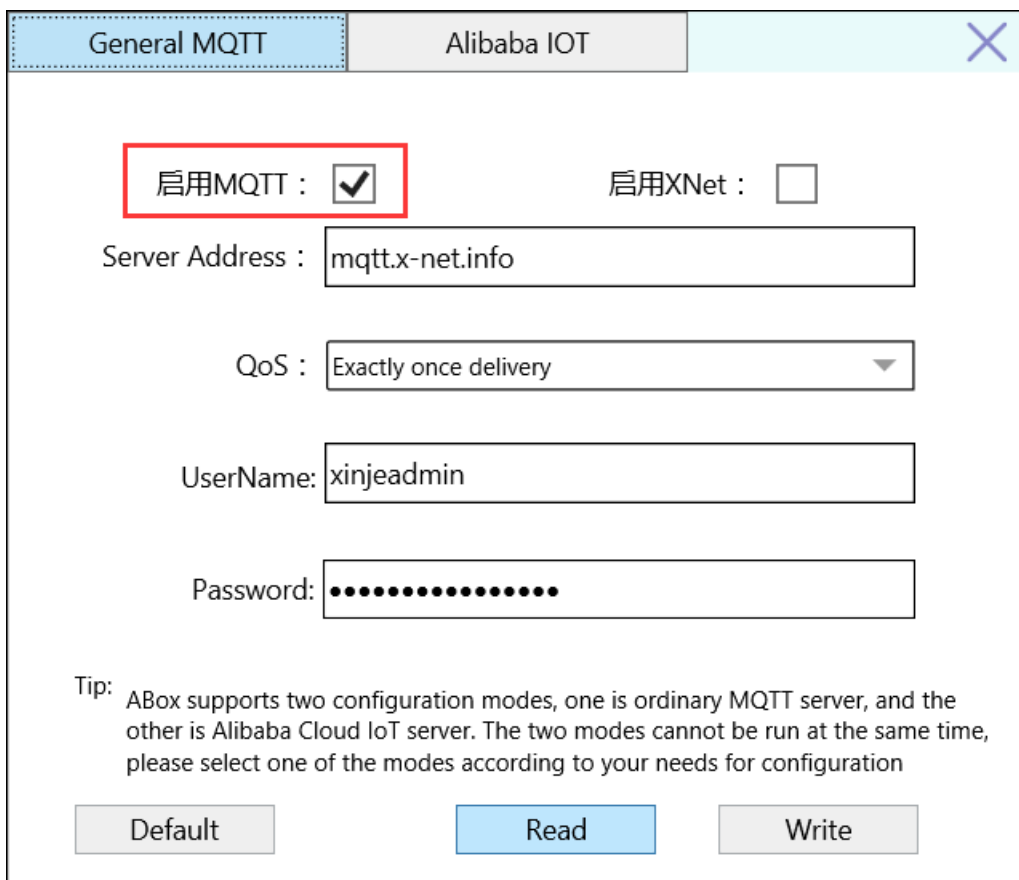 General MQTT Alibaba IOT
启用MQTT： 启用XNet：
Server Address： mqtt.x-net.info
QoS： Exactly once delivery
UserName: xinjeadmin
Password: ●●●●●●●●●●●●●●●●
Tip:
ABox supports two configuration modes, one is ordinary MQTT server, and the
other is Alibaba Cloud IoT server. The two modes cannot be run at the same time,
please select one of the modes according to your needs for configuration
Default Read Write